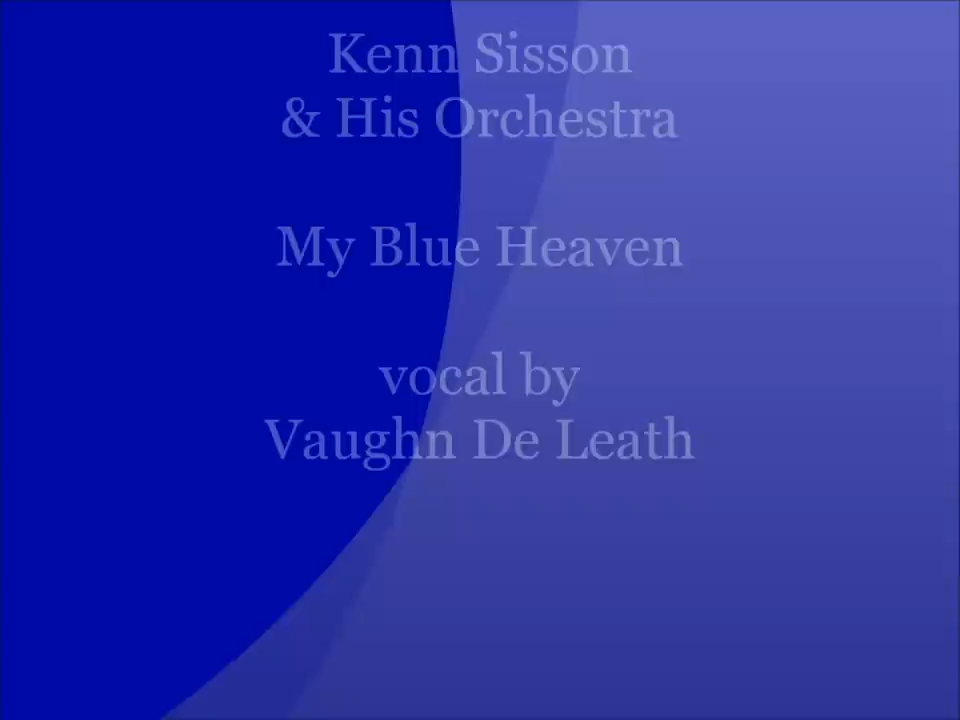 Kenn Sisson
& His Orchestra
My Blue Heaven
vocal by
Vaughn De Leath